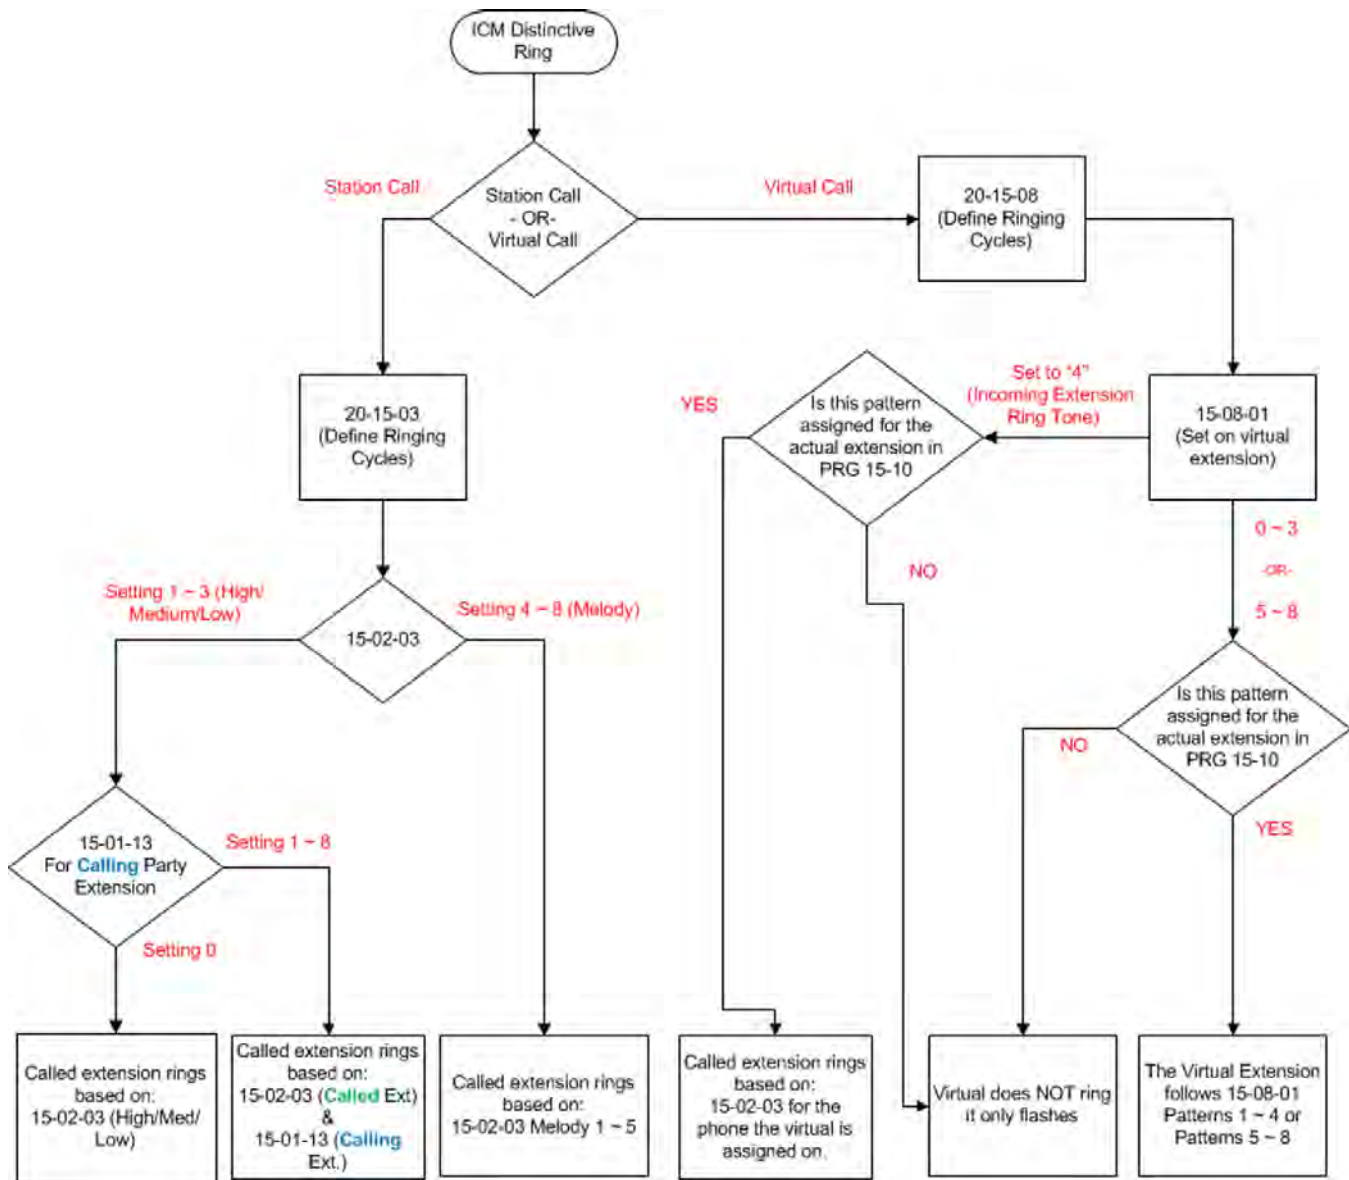 ICM Distinctive
Ring
Station Call
Station Call
- OR-
Virtual Call
Virtual Call
20-15-08
(Define Ringing
Cycles)
20-15-03
(Define Ringing
Cycles)
YES
Is this pattern
assigned for the
actual extension in
PRG 15-10
Set to "4"
(Incoming Extension
Ring Tone)
15-08-01
(Set on virtual
extension)
NO
0 ~ 3
-OR-
5 ~ 8
Setting 1 ~ 3 (High/
Medium/Low)
15-02-03
Setting 4 ~ 8 (Melody)
Is this pattern
assigned for the
actual extension in
PRG 15-10
NO
YES
15-01-13
For Calling Party
Extension
Setting 1 ~ 8
Setting 0
Called extension rings
based on:
15-02-03 (High/Med/
Low)
Called extension rings
based on:
15-02-03 (Called Ext)
&
15-01-13 (Calling
Ext.)
Called extension rings
based on:
15-02-03 Melody 1 ~ 5
Called extension rings
based on:
15-02-03 for the
phone the virtual is
assigned on.
Virtual does NOT ring
it only flashes
The Virtual Extension
follows 15-08-01
Patterns 1 ~ 4 or
Patterns 5 ~ 8